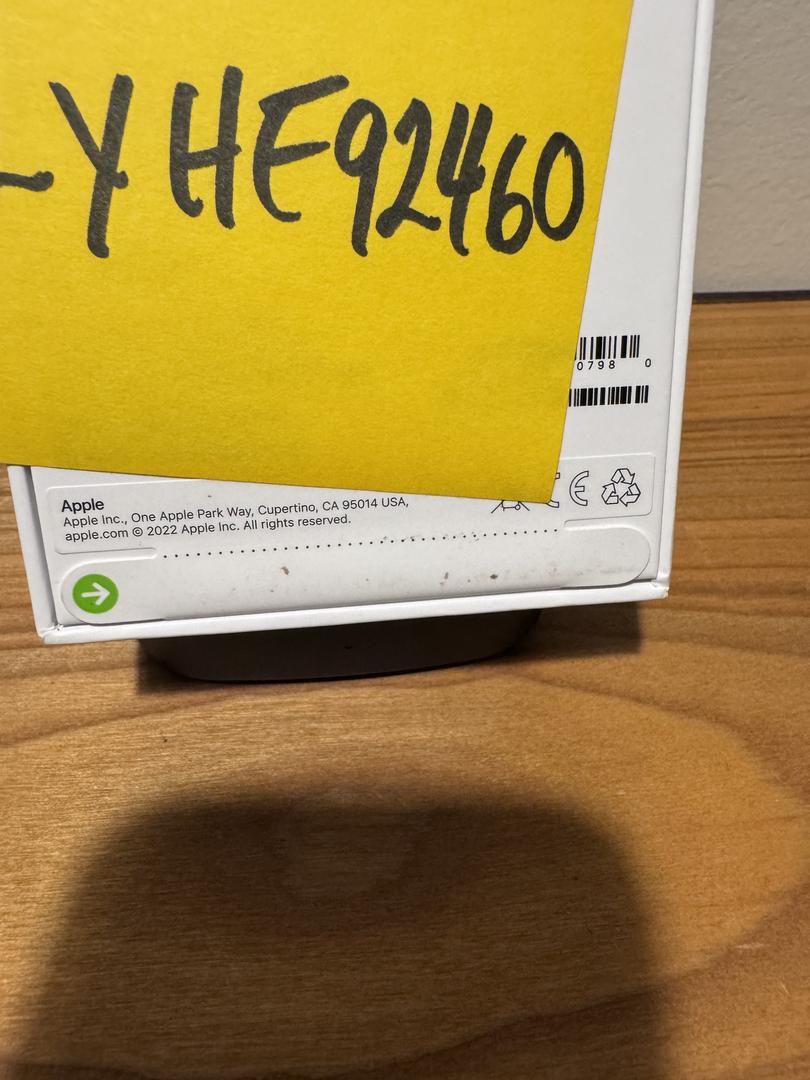 -YHE92460
0798 0
Apple
Apple Inc., One Apple Park Way, Cupertino, CA 95014 USA,
apple.com © 2022 Apple Inc. All rights reserved.